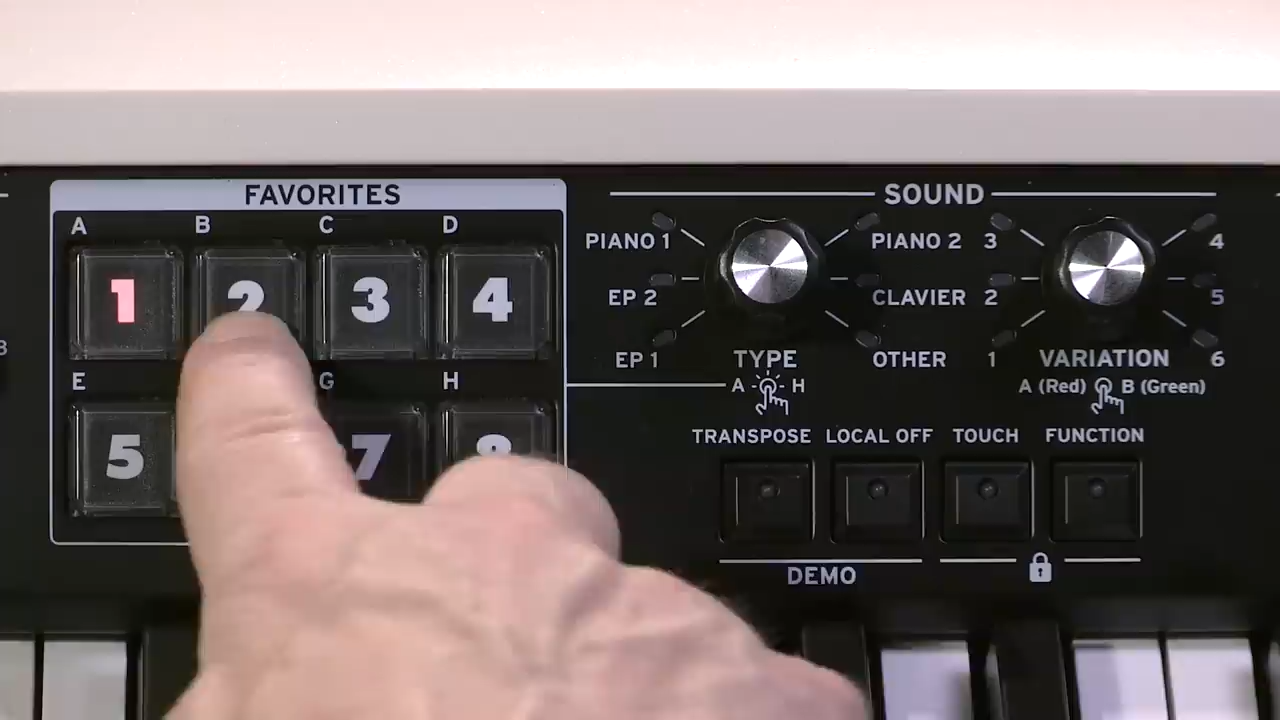 FAVORITES
A B C D
1 2 3 4
E G H
5 7 8
SOUND
PIANO 1 PIANO 2 3 4
EP 2 CLAVIER 2 5
EP 1 TYPE OTHER 1 VARIATION 6
A H A (Red) B (Green)
TRANSPOSE LOCAL OFF TOUCH FUNCTION
DEMO